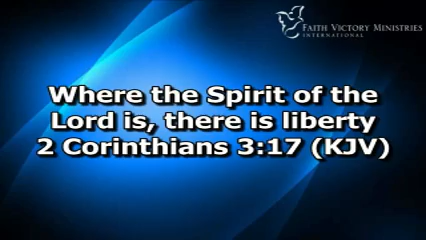 FAITH VICTORY MINISTRIES
INTERNATIONAL
Where the Spirit of the
Lord is, there is liberty
2 Corinthians 3:17 (KJV)